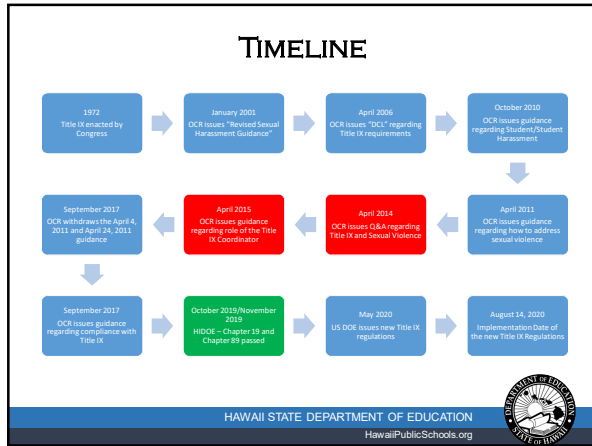 TIMELINE
1972
Title IX enacted by
Congress
January 2001
OCR issues "Revised Sexual
Harassment Guidance"
April 2006
OCR issues "DCL" regarding
Title IX requirements
October 2010
OCR issues guidance
regarding Student/Student
Harassment
April 2011
OCR issues guidance
regarding how to address
sexual violence
April 2014
OCR issues Q&A regarding
Title IX and Sexual Violence
April 2015
OCR issues guidance
regarding role of the Title
IX Coordinator
September 2017
OCR withdraws the April 4,
2011 and April 24, 2011
guidance
September 2017
OCR issues guidance
regarding compliance with
Title IX
October 2019/November
2019
HIDOE – Chapter 19 and
Chapter 89 passed
May 2020
US DOE issues new Title IX
regulations
August 14, 2020
Implementation Date of
the new Title IX Regulations
HAWAII STATE DEPARTMENT OF EDUCATION
HawaiiPublicSchools.org
DEPARTMENT OF EDUCATION
STATE OF HAWAII